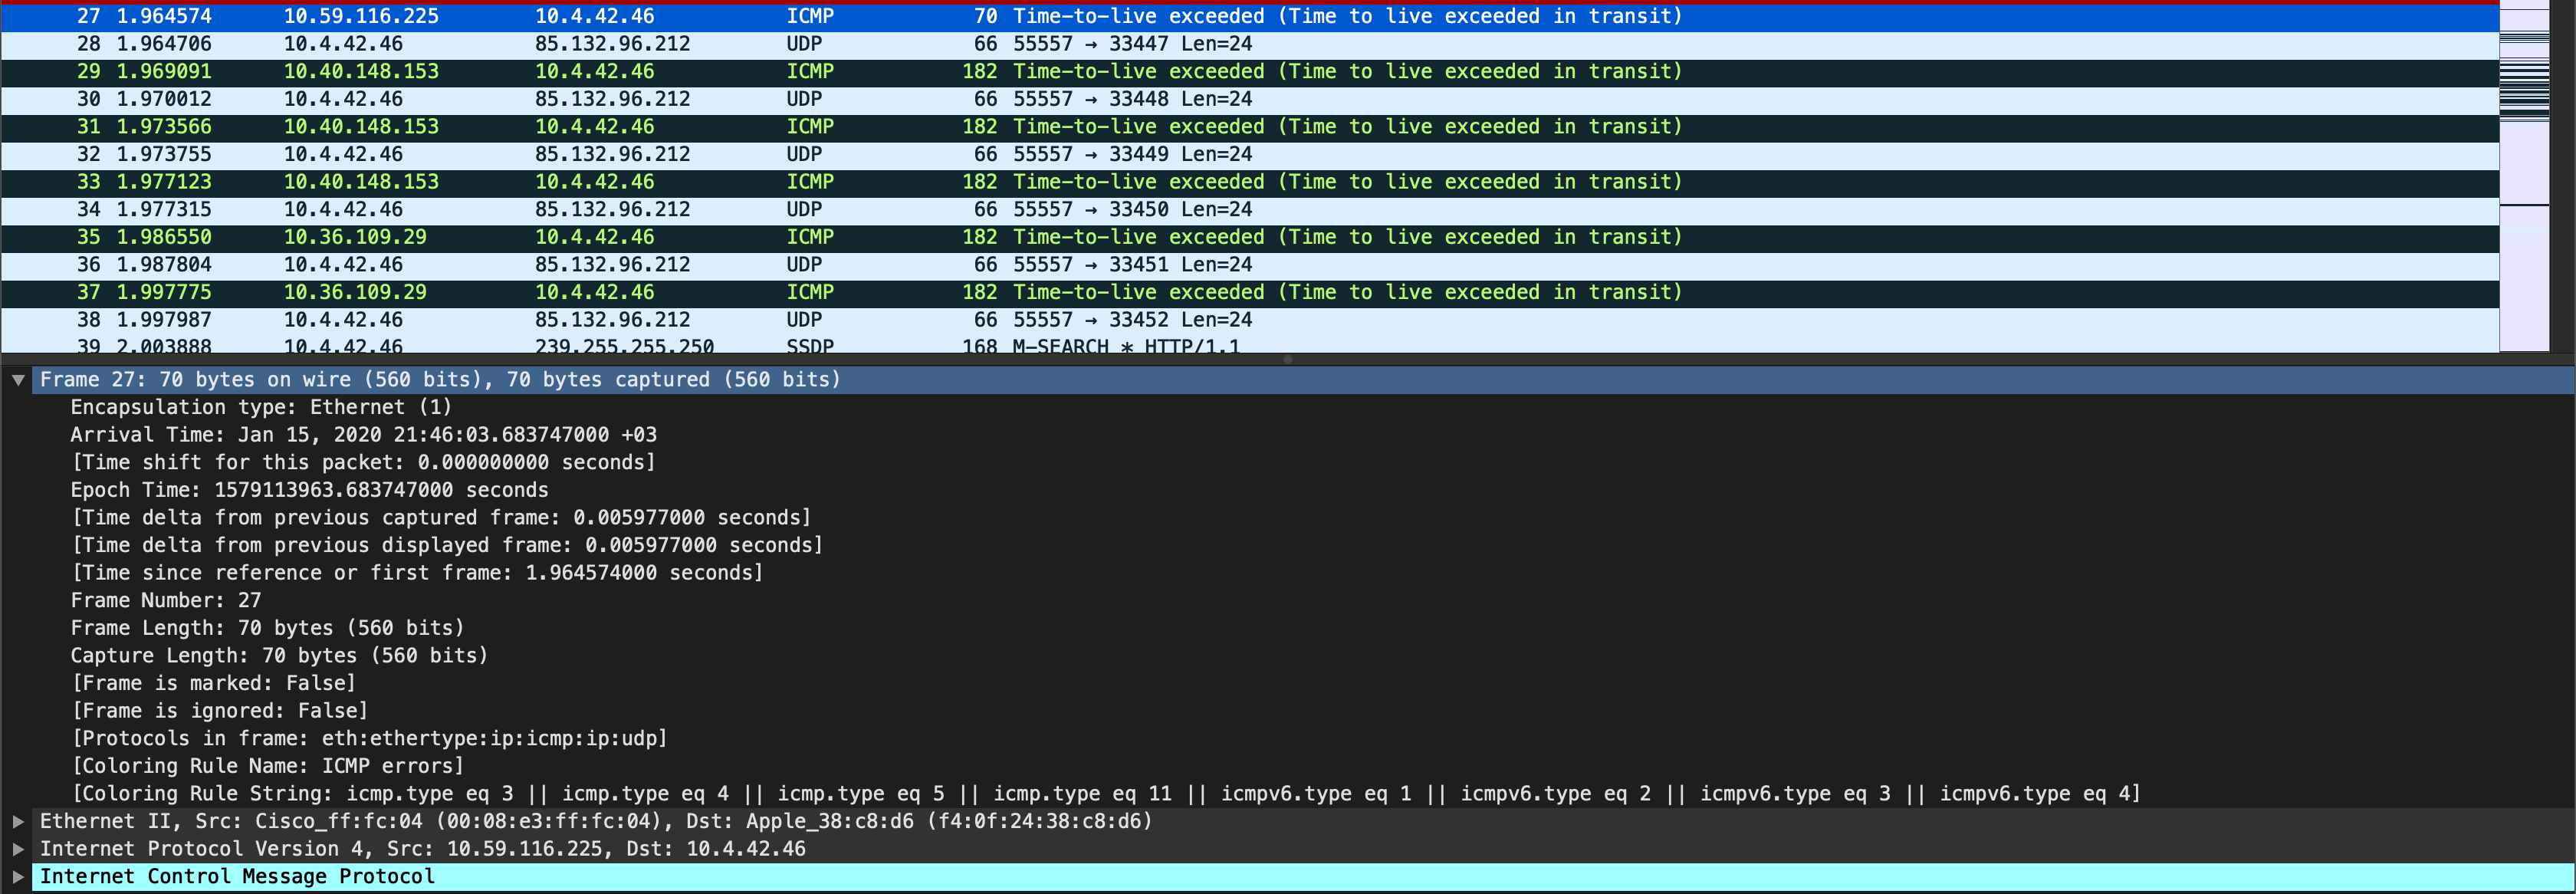 27 1.964574 10.59.116.225 10.4.42.46 ICMP 70 Time-to-live exceeded (Time to live exceeded in transit)
28 1.964706 10.4.42.46 85.132.96.212 UDP 66 55557 → 33447 Len=24
29 1.969091 10.40.148.153 10.4.42.46 ICMP 182 Time-to-live exceeded (Time to live exceeded in transit)
30 1.970012 10.4.42.46 85.132.96.212 UDP 66 55557 → 33448 Len=24
31 1.973566 10.40.148.153 10.4.42.46 ICMP 182 Time-to-live exceeded (Time to live exceeded in transit)
32 1.973755 10.4.42.46 85.132.96.212 UDP 66 55557 → 33449 Len=24
33 1.977123 10.40.148.153 10.4.42.46 ICMP 182 Time-to-live exceeded (Time to live exceeded in transit)
34 1.977315 10.4.42.46 85.132.96.212 UDP 66 55557 → 33450 Len=24
35 1.986550 10.36.109.29 10.4.42.46 ICMP 182 Time-to-live exceeded (Time to live exceeded in transit)
36 1.987804 10.4.42.46 85.132.96.212 UDP 66 55557 → 33451 Len=24
37 1.997775 10.36.109.29 10.4.42.46 ICMP 182 Time-to-live exceeded (Time to live exceeded in transit)
38 1.997987 10.4.42.46 85.132.96.212 UDP 66 55557 → 33452 Len=24
39 2.003888 10.4.42.46 239.255.255.250 SSDP 168 M-SEARCH * HTTP/1.1
Frame 27: 70 bytes on wire (560 bits), 70 bytes captured (560 bits)
Encapsulation type: Ethernet (1)
Arrival Time: Jan 15, 2020 21:46:03.683747000 +03
[Time shift for this packet: 0.000000000 seconds]
Epoch Time: 1579113963.683747000 seconds
[Time delta from previous captured frame: 0.005977000 seconds]
[Time delta from previous displayed frame: 0.005977000 seconds]
[Time since reference or first frame: 1.964574000 seconds]
Frame Number: 27
Frame Length: 70 bytes (560 bits)
Capture Length: 70 bytes (560 bits)
[Frame is marked: False]
[Frame is ignored: False]
[Protocols in frame: eth:ethertype:ip:icmp:ip:udp]
[Coloring Rule Name: ICMP errors]
[Coloring Rule String: icmp.type eq 3 || icmp.type eq 4 || icmp.type eq 5 || icmp.type eq 11 || icmpv6.type eq 1 || icmpv6.type eq 2 || icmpv6.type eq 3 || icmpv6.type eq 4]
Ethernet II, Src: Cisco_ff:fc:04 (00:08:e3:ff:fc:04), Dst: Apple_38:c8:d6 (f4:0f:24:38:c8:d6)
Internet Protocol Version 4, Src: 10.59.116.225, Dst: 10.4.42.46
Internet Control Message Protocol